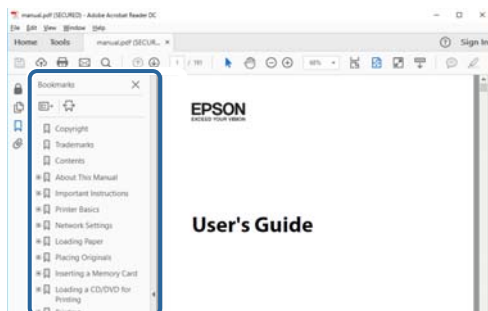 manual.pdf (SECURED) - Adobe Acrobat Reader DC
File Edit View Window Help
Home Tools manual.pdf (SECUR... × Sign In
1 / 191
Bookmarks
EPSON
EXCEED YOUR VISION
Copyright
Trademarks
Contents
About This Manual
Important Instructions
Printer Basics
Network Settings
User's Guide
Loading Paper
Placing Originals
Inserting a Memory Card
Loading a CD/DVD for
Printing